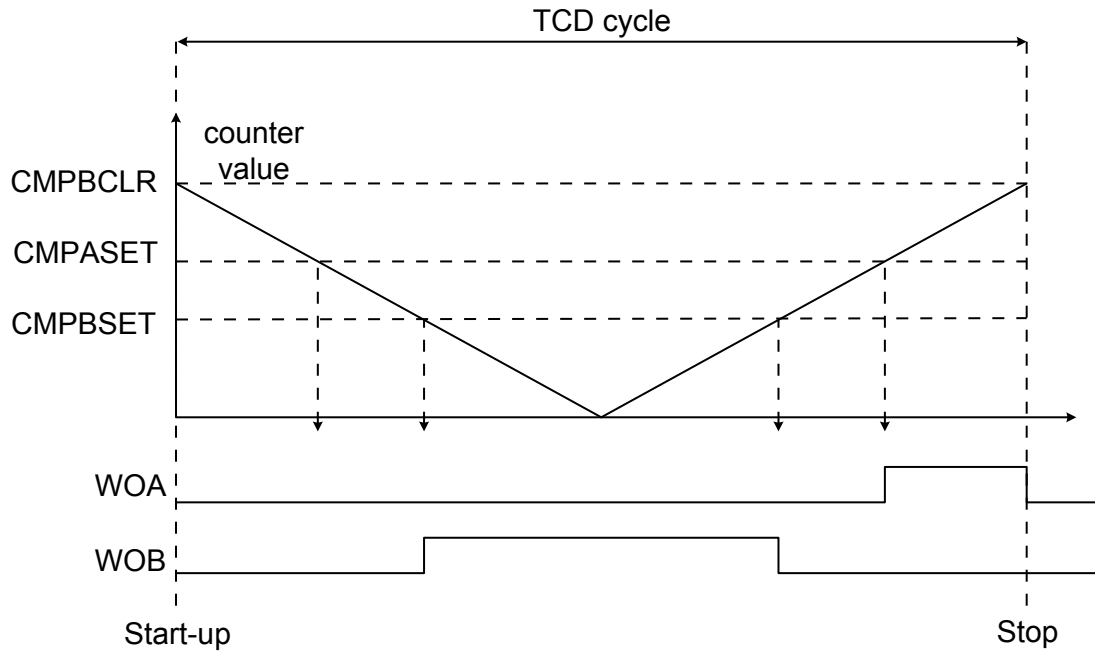 TCD cycle
counter
value
CMPBCLR
CMPASET
CMPBSET
WOA
WOB
Start-up
Stop